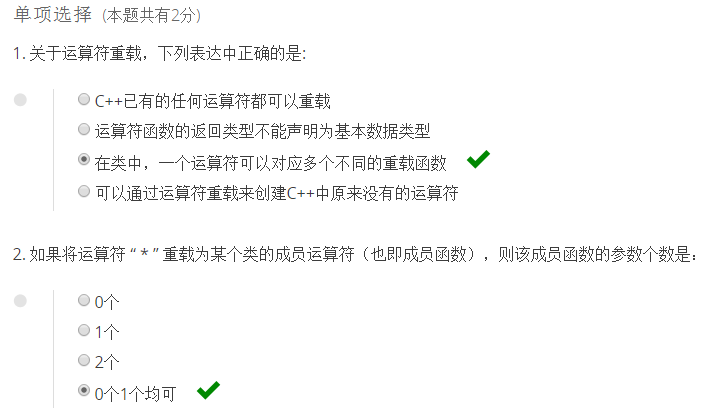 单项选择 (本题共有2分)
1. 关于运算符重载，下列表达中正确的是:
C++已有的任何运算符都可以重载
运算符函数的返回类型不能声明为基本数据类型
在类中，一个运算符可以对应多个不同的重载函数
可以通过运算符重载来创建C++中原来没有的运算符
2. 如果将运算符 “ * ” 重载为某个类的成员运算符（也即成员函数），则该成员函数的参数个数是：
0个
1个
2个
0个1个均可